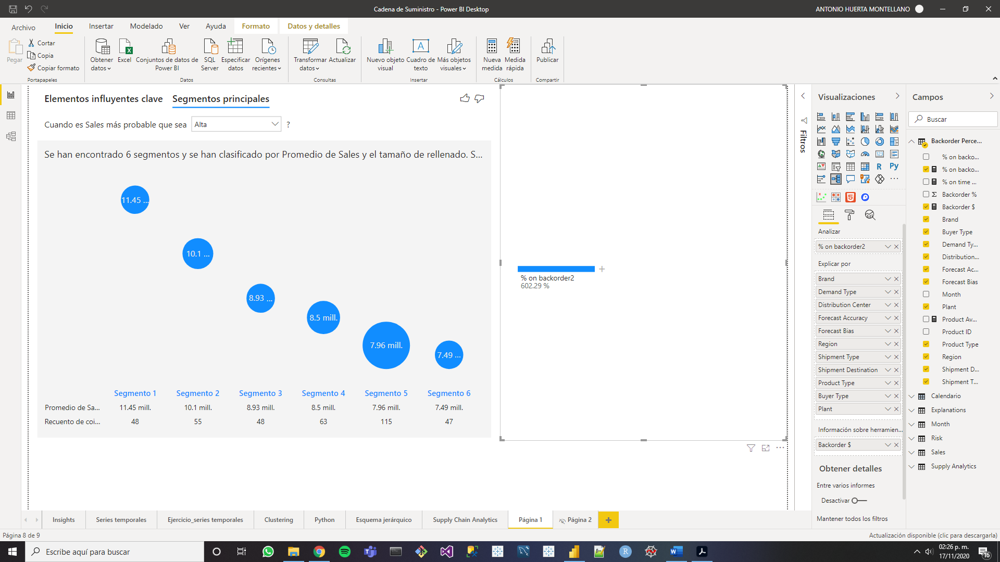 Cadena de Suministro - Power BI Desktop
ANTONIO HUERTA MONTELLANO
Archivo
Inicio
Insertar
Modelado
Ver
Ayuda
Formato
Datos y detalles
Pegar
Cortar
Copia
Copiar formato
Portapapeles
Obtener datos
Excel
Conjuntos de datos de Power BI
SQL Server
Especificar datos
Orígenes recientes
Datos
Transformar datos
Actualizar
Consultas
Nuevo objeto visual
Cuadro de texto
Más objetos visuales
Insertar
Nueva medida
Medida rápida
Cálculos
Publicar
Compartir
Elementos influyentes clave
Segmentos principales
Cuando es Sales más probable que sea
Alta
?
Se han encontrado 6 segmentos y se han clasificado por Promedio de Sales y el tamaño de rellenado. S...
11.45 ...
10.1 ...
8.93 ...
8.5 mill.
7.96 mill.
7.49 ...
Segmento 1 Segmento 2 Segmento 3 Segmento 4 Segmento 5 Segmento 6
Promedio de Sa... 11.45 mill. 10.1 mill. 8.93 mill. 8.5 mill. 7.96 mill. 7.49 mill.
Recuento de coi... 48 55 48 63 115 47
% on backorder2
602.29 %
Filtros
Visualizaciones
R
Py
Analizar
% on backorder2
Explicar por
Brand
Demand Type
Distribution Center
Forecast Accuracy
Forecast Bias
Region
Shipment Type
Shipment Destination
Product Type
Buyer Type
Plant
Información sobre herramien...
Backorder $
Obtener detalles
Entre varios informes
Desactivar
Mantener todos los filtros
Campos
Buscar
Backorder Perce...
% on backo...
% on backo...
% on time ...
Backorder %
Backorder $
Brand
Buyer Type
Demand Ty...
Distribution...
Forecast Ac...
Forecast Bias
Month
Plant
Product Av...
Product ID
Product Type
Region
Shipment D...
Shipment T...
Calendario
Explanations
Month
Risk
Sales
Supply Analytics
Insights
Series temporales
Ejercicio_series temporales
Clustering
Python
Esquema jerárquico
Supply Chain Analytics
Página 1
Página 2
Página 8 de 9
Actualización disponible (clic para descargarla)
Escribe aquí para buscar
02:26 p. m.
17/11/2020
16